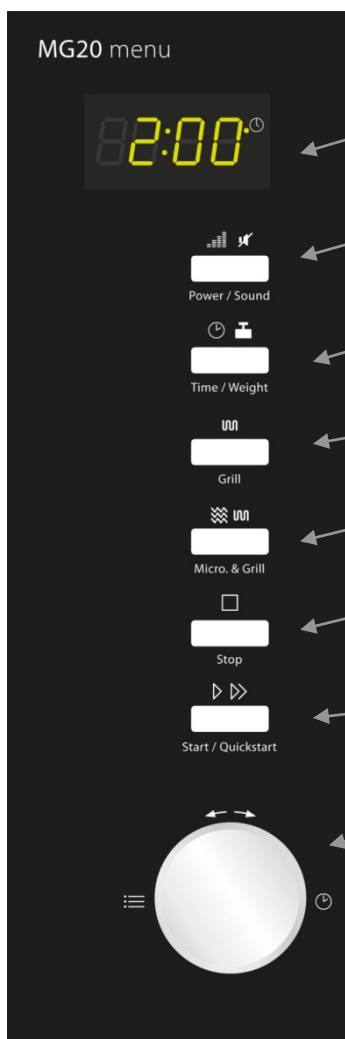 MG20 menu
2:00
Power / Sound
Time / Weight
Grill
Micro. & Grill
Stop
Start / Quickstart